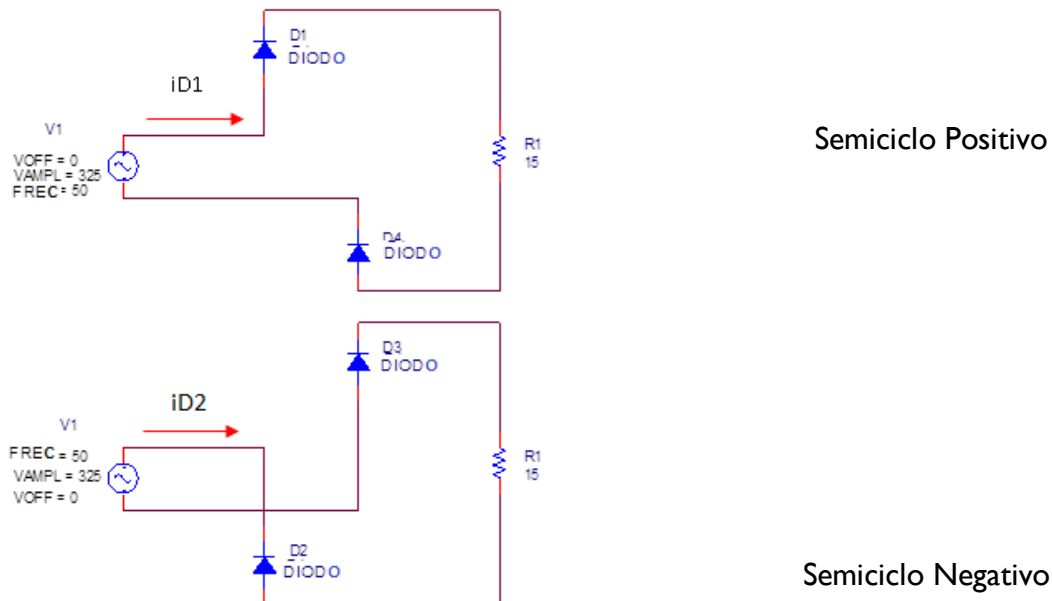 D1
DIODO
iD1
V1
VOFF = 0
VAMPL = 325
FREC = 50
R1
15
Semiciclo Positivo
D4
DIODO
D3
DIODO
iD2
V1
FREC = 50
VAMPL = 325
VOFF = 0
R1
15
D2
DIODO
Semiciclo Negativo